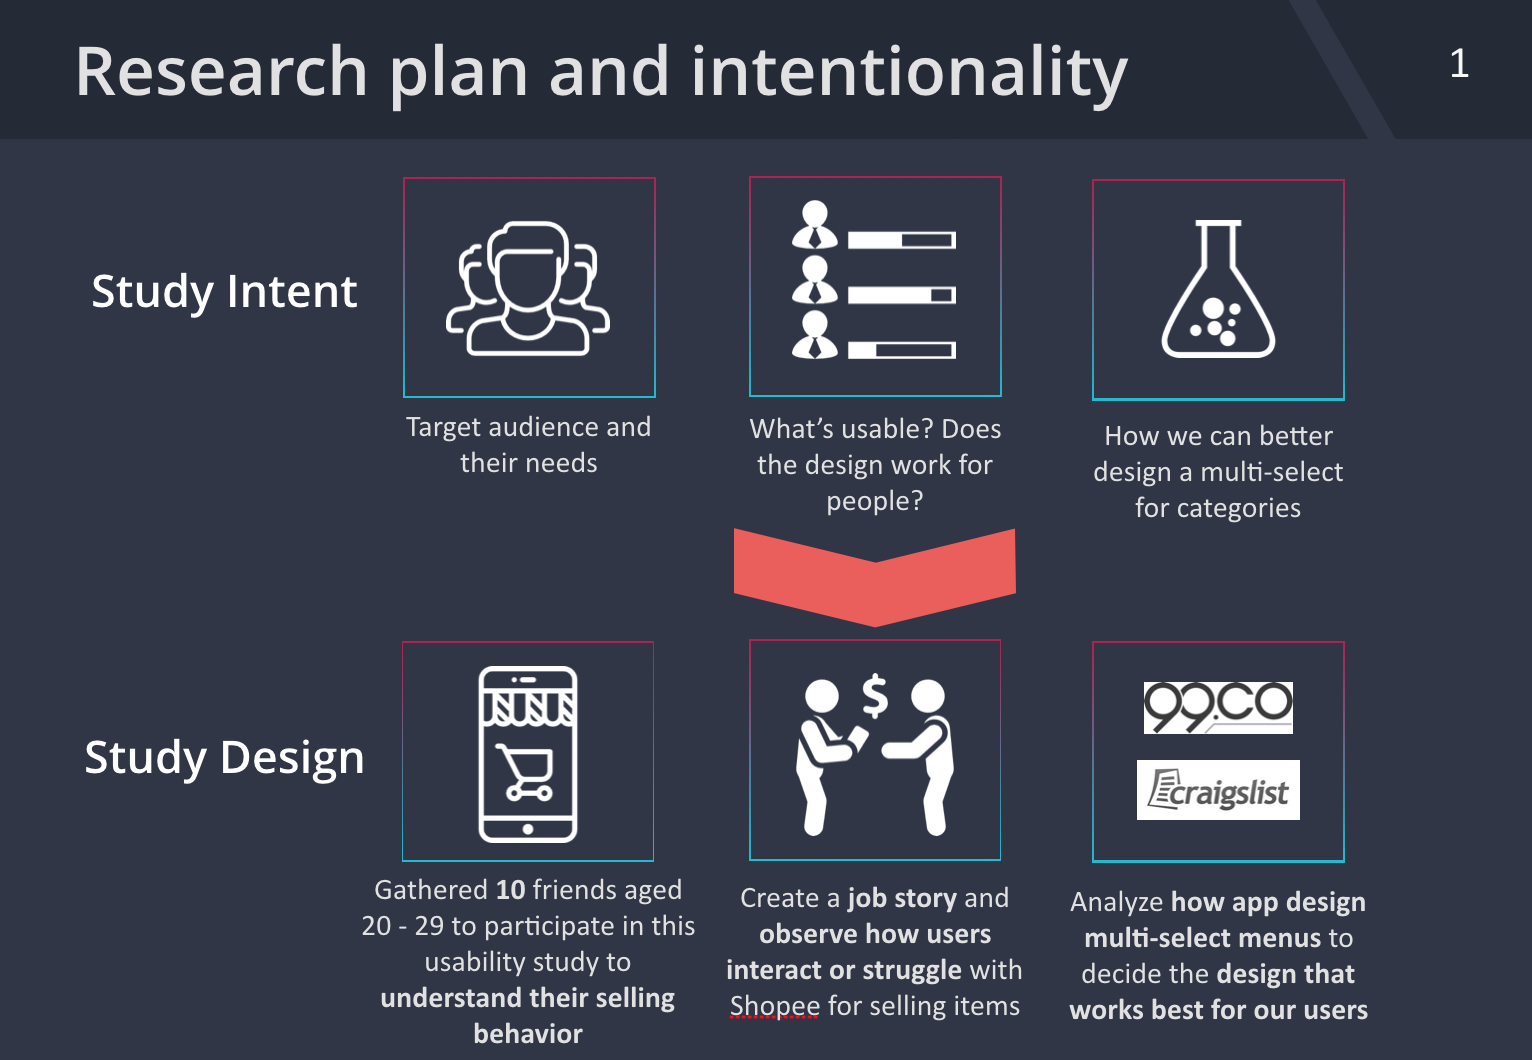 Research plan and intentionality
1
Study Intent
Target audience and
their needs
What's usable? Does
the design work for
people?
How we can better
design a multi-select
for categories
Study Design
$
99.co
craigslist
Gathered 10 friends aged
20 - 29 to participate in this
usability study to
understand their selling
behavior
Create a job story and
observe how users
interact or struggle with
Shopee for selling items
Analyze how app design
multi-select menus to
decide the design that
works best for our users